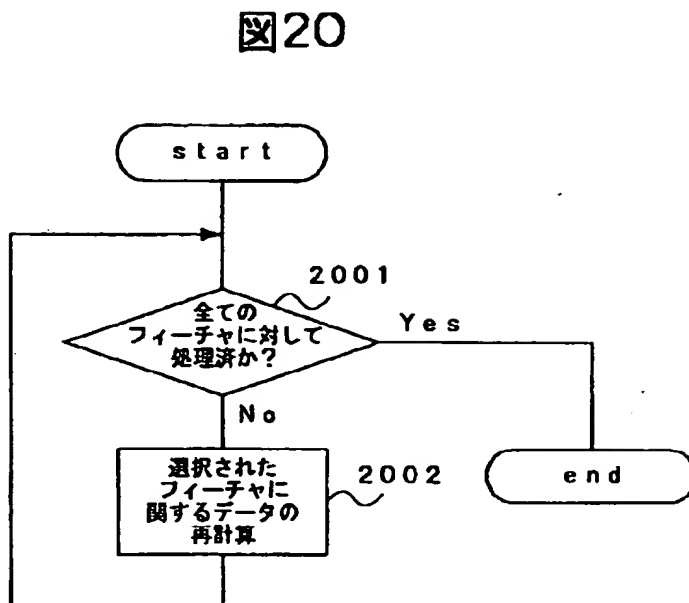 図20
start
2001
全ての
フィーチャに対して
処理済か?
Yes
No
選択された
フィーチャに
関するデータの
再計算
2002
end